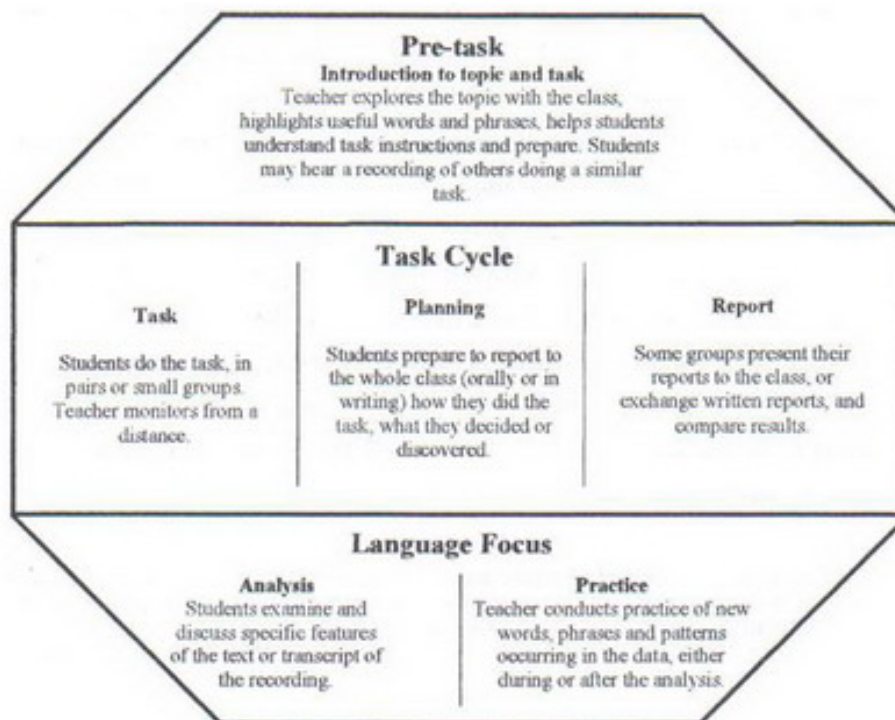 Pre-task
Introduction to topic and task
Teacher explores the topic with the class,
highlights useful words and phrases, helps students
understand task instructions and prepare. Students
may hear a recording of others doing a similar
task.
Task Cycle
Task
Students do the task, in
pairs or small groups.
Teacher monitors from a
distance.
Planning
Students prepare to report to
the whole class (orally or in
writing) how they did the
task, what they decided or
discovered.
Report
Some groups present their
reports to the class, or
exchange written reports, and
compare results.
Language Focus
Analysis
Students examine and
discuss specific features
of the text or transcript of
the recording.
Practice
Teacher conducts practice of new
words, phrases and patterns
occurring in the data, either
during or after the analysis.